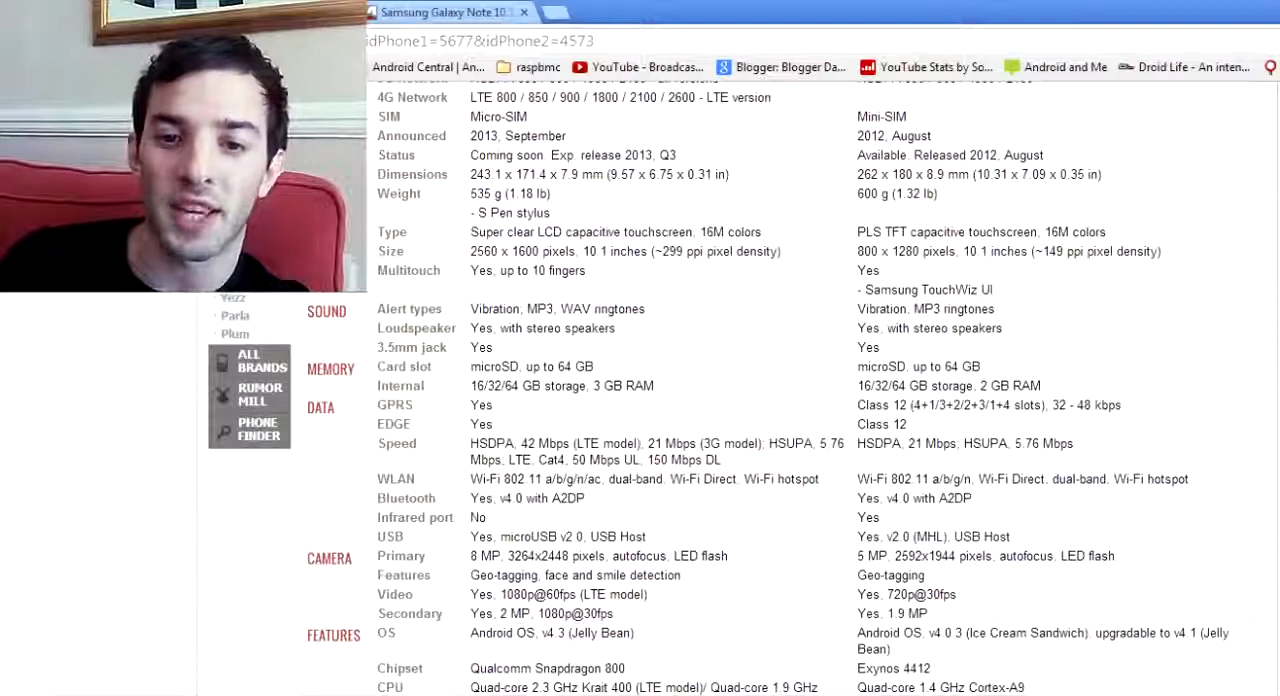 Samsung Galaxy Note 10.1 ×
idPhone1=5677&idPhone2=4573
Android Central | An... raspbmc YouTube - Broadcas... Blogger: Blogger Da... YouTube Stats by So... Android and Me Droid Life - An inten...
4G Network LTE 800 / 850 / 900 / 1800 / 2100 / 2600 - LTE version
SIM Micro-SIM Mini-SIM
Announced 2013, September 2012, August
Status Coming soon. Exp. release 2013, Q3 Available. Released 2012, August
Dimensions 243.1 x 171.4 x 7.9 mm (9.57 x 6.75 x 0.31 in) 262 x 180 x 8.9 mm (10.31 x 7.09 x 0.35 in)
Weight 535 g (1.18 lb) 600 g (1.32 lb)
- S Pen stylus
Type Super clear LCD capacitive touchscreen, 16M colors PLS TFT capacitive touchscreen, 16M colors
Size 2560 x 1600 pixels, 10.1 inches (~299 ppi pixel density) 800 x 1280 pixels, 10.1 inches (~149 ppi pixel density)
Multitouch Yes, up to 10 fingers Yes
- Samsung TouchWiz UI
Yezz
Parla
Plum
ALL BRANDS
RUMOR MILL
PHONE FINDER
SOUND Alert types Vibration, MP3, WAV ringtones Vibration, MP3 ringtones
Loudspeaker Yes, with stereo speakers Yes, with stereo speakers
3.5mm jack Yes Yes
MEMORY Card slot microSD, up to 64 GB microSD, up to 64 GB
Internal 16/32/64 GB storage, 3 GB RAM 16/32/64 GB storage, 2 GB RAM
DATA GPRS Yes Class 12 (4+1/3+2/2+3/1+4 slots), 32 - 48 kbps
EDGE Yes Class 12
Speed HSDPA, 42 Mbps (LTE model), 21 Mbps (3G model); HSUPA, 5.76 HSDPA, 21 Mbps; HSUPA, 5.76 Mbps
Mbps, LTE, Cat4, 50 Mbps UL, 150 Mbps DL
WLAN Wi-Fi 802.11 a/b/g/n/ac, dual-band, Wi-Fi Direct, Wi-Fi hotspot Wi-Fi 802.11 a/b/g/n, Wi-Fi Direct, dual-band, Wi-Fi hotspot
Bluetooth Yes, v4.0 with A2DP Yes, v4.0 with A2DP
Infrared port No Yes
USB Yes, microUSB v2.0, USB Host Yes, v2.0 (MHL), USB Host
CAMERA Primary 8 MP, 3264x2448 pixels, autofocus, LED flash 5 MP, 2592x1944 pixels, autofocus, LED flash
Features Geo-tagging, face and smile detection Geo-tagging
Video Yes, 1080p@60fps (LTE model) Yes, 720p@30fps
Secondary Yes, 2 MP, 1080p@30fps Yes, 1.9 MP
FEATURES OS Android OS, v4.3 (Jelly Bean) Android OS, v4.0.3 (Ice Cream Sandwich), upgradable to v4.1 (Jelly
Bean)
Chipset Qualcomm Snapdragon 800 Exynos 4412
CPU Quad-core 2.3 GHz Krait 400 (LTE model)/ Quad-core 1.9 GHz Quad-core 1.4 GHz Cortex-A9